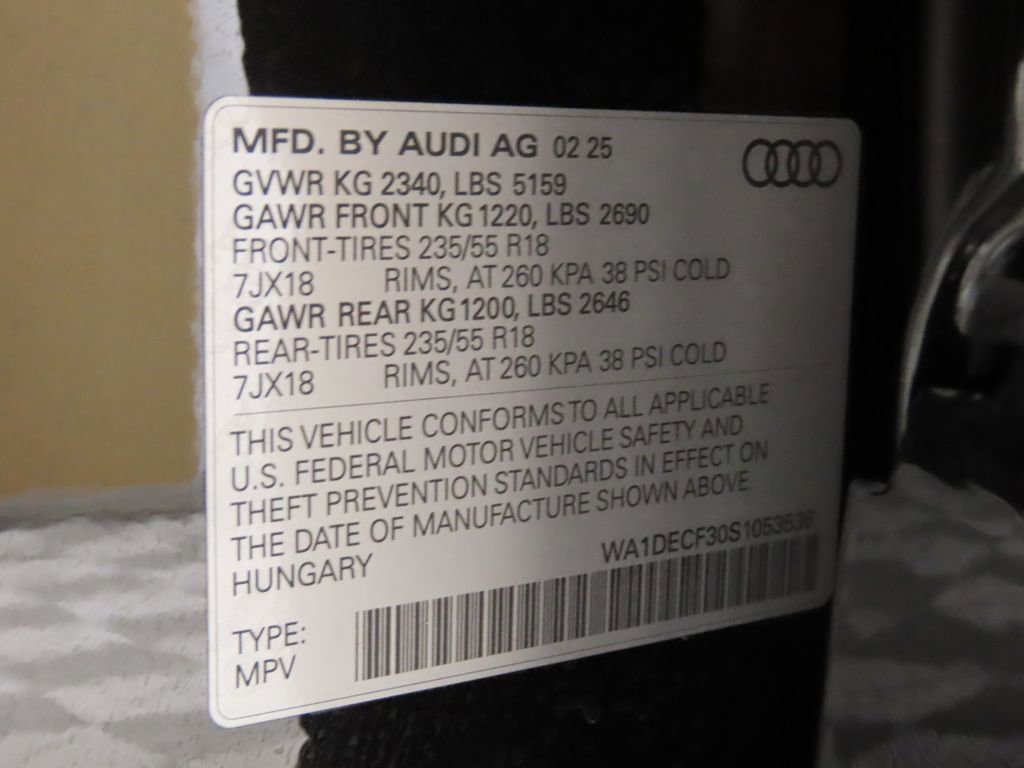 MFD. BY AUDI AG 02 25
GVWR KG 2340, LBS 5159
GAWR FRONT KG 1220, LBS 2690
FRONT-TIRES 235/55 R18
7JX18 RIMS, AT 260 KPA 38 PSI COLD
GAWR REAR KG 1200, LBS 2646
REAR-TIRES 235/55 R18
7JX18 RIMS, AT 260 KPA 38 PSI COLD
THIS VEHICLE CONFORMS TO ALL APPLICABLE
U.S. FEDERAL MOTOR VEHICLE SAFETY AND
THEFT PREVENTION STANDARDS IN EFFECT ON
THE DATE OF MANUFACTURE SHOWN ABOVE.
HUNGARY
WA1DECF30S1053536
TYPE:
MPV